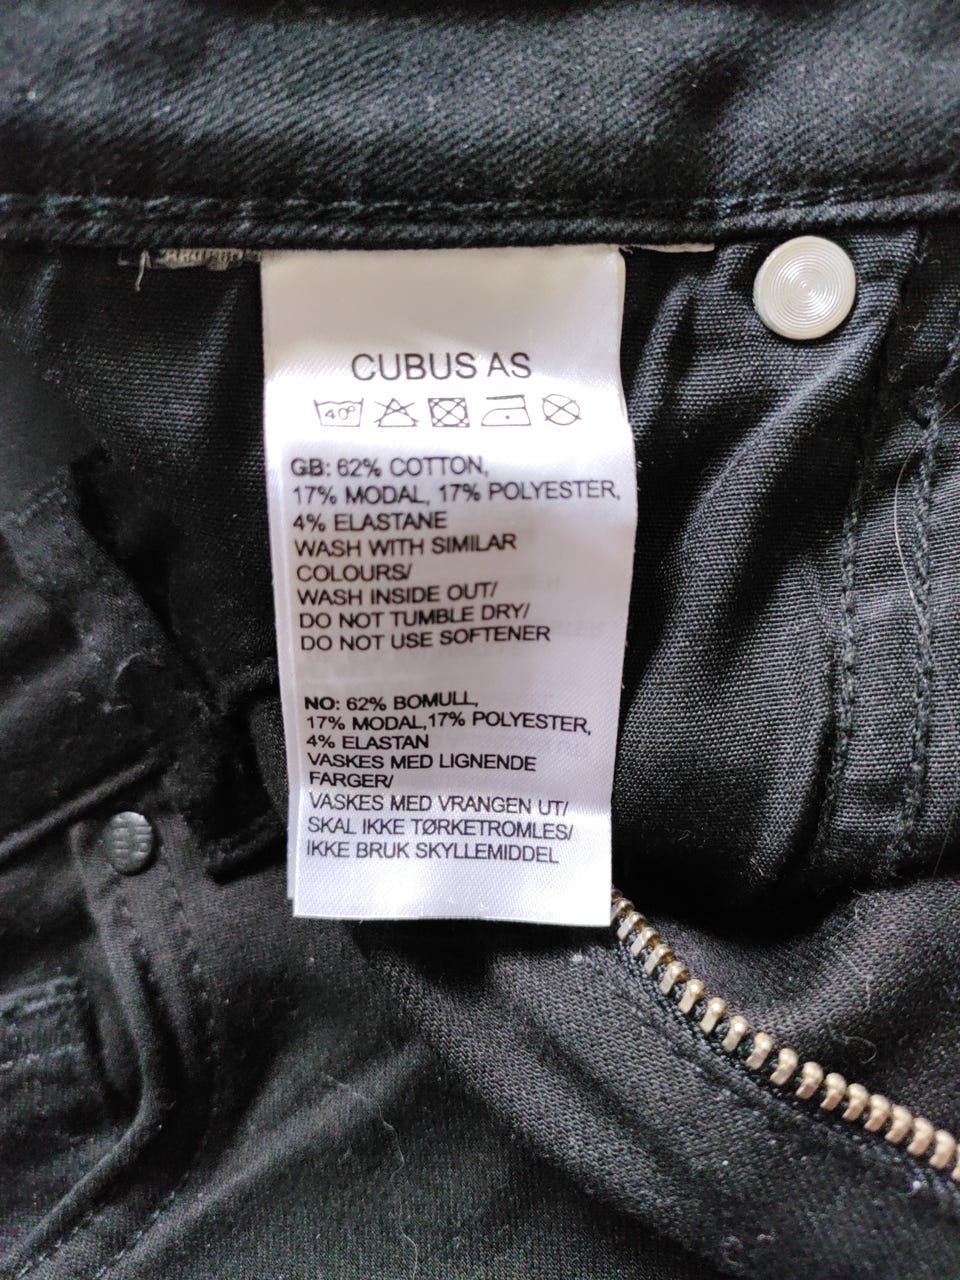 CUBUS AS
40°
GB: 62% COTTON,
17% MODAL, 17% POLYESTER,
4% ELASTANE
WASH WITH SIMILAR
COLOURS/
WASH INSIDE OUT/
DO NOT TUMBLE DRY/
DO NOT USE SOFTENER
NO: 62% BOMULL,
17% MODAL,17% POLYESTER,
4% ELASTAN
VASKES MED LIGNENDE
FARGER/
VASKES MED VRANGEN UT/
SKAL IKKE TØRKETROMLES/
IKKE BRUK SKYLLEMIDDEL